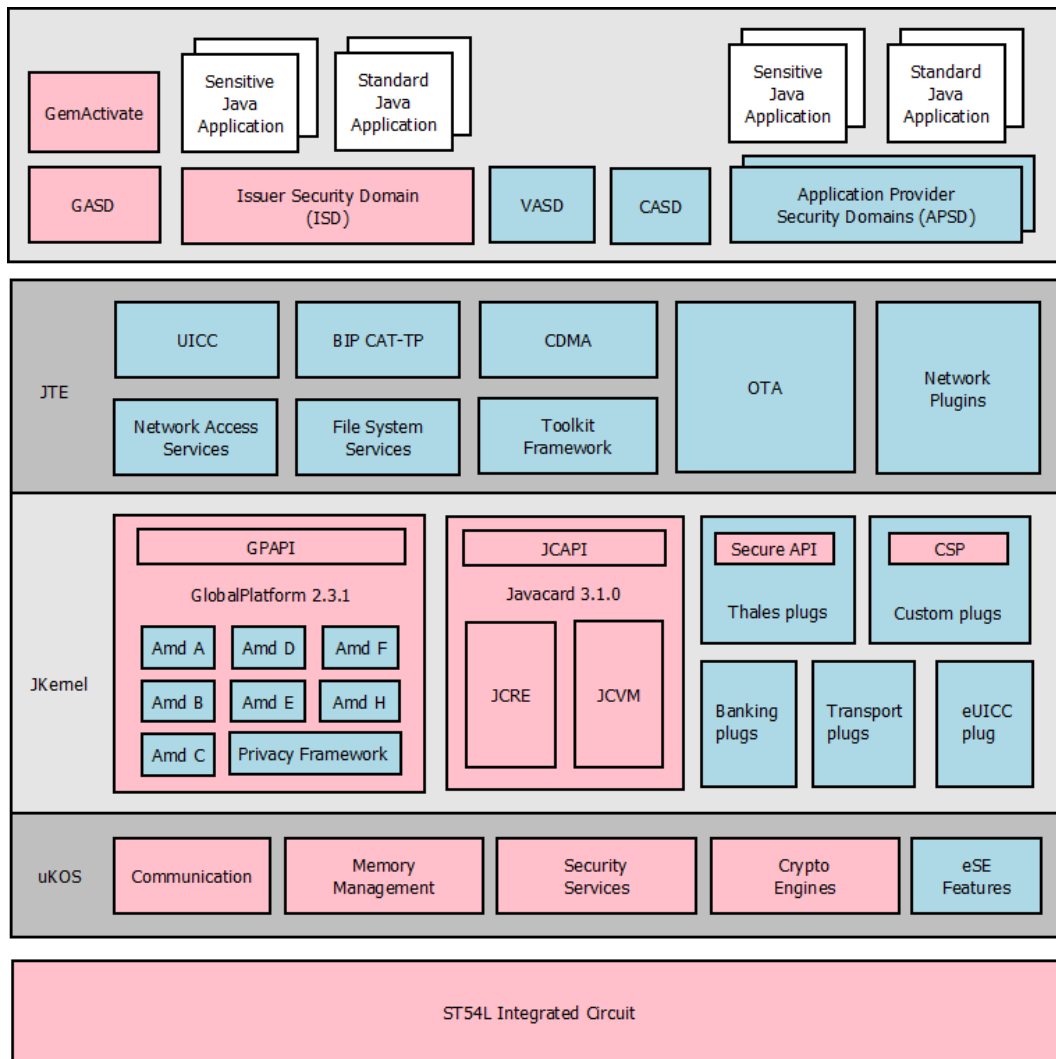 GemActivate
Sensitive
Java
Application
Standard
Java
Application
Sensitive
Java
Application
Standard
Java
Application
GASD
Issuer Security Domain
(ISD)
VASD
CASD
Application Provider
Security Domains (APSD)
JTE
UICC
BIP CAT-TP
CDMA
OTA
Network
Plugins
Network Access
Services
File System
Services
Toolkit
Framework
JKemel
GPAPI
GlobalPlatform 2.3.1
Amd A
Amd D
Amd F
Amd B
Amd E
Amd H
Amd C
Privacy Framework
JCAPI
Javacard 3.1.0
JCRE
JCVM
Secure API
Thales plugs
CSP
Custom plugs
Banking
plugs
Transport
plugs
eUICC
plug
uKOS
Communication
Memory
Management
Security
Services
Crypto
Engines
eSE
Features
ST54L Integrated Circuit